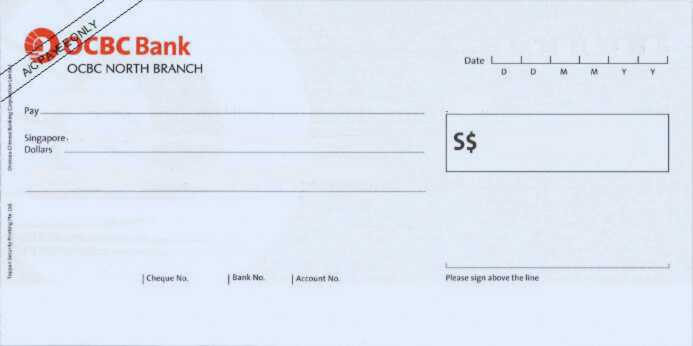 A/C PAYEE ONLY
OCBC Bank
OCBC NORTH BRANCH
Date
D D M M Y Y
Pay
Singapore
Dollars
S$
Cheque No. Bank No. Account No.
Please sign above the line
Oversea-Chinese Banking Corporation Limited
Toppan Security Printing Pte. Ltd.